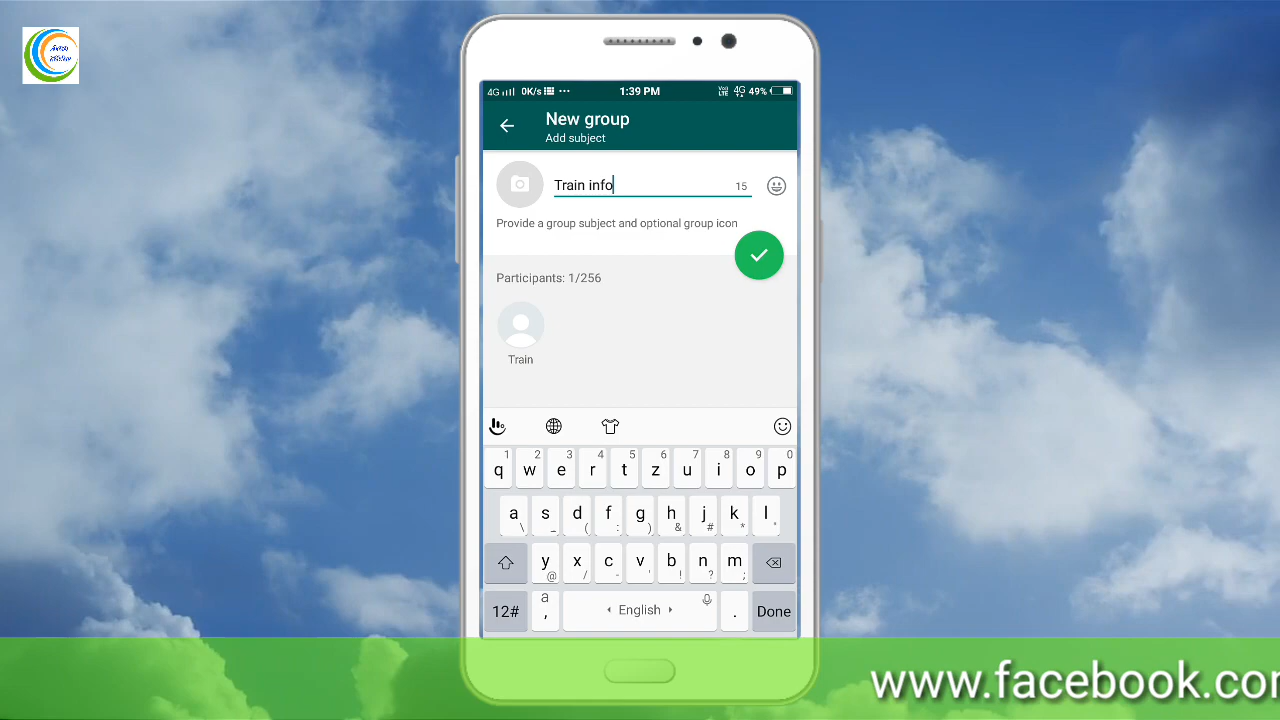 4G 0K/s ... 1:39 PM VoLTE 4G 49%
New group
Add subject
Train info 15
Provide a group subject and optional group icon
Participants: 1/256
Train
1 2 3 4 5 6 7 8 9 0
q w e r t z u i o p
a s d f g h j k l
\ _ ( : ) & # * "
y x c v b n m
@ / - ' ! ? ;
12# a , English . Done
www.facebook.com